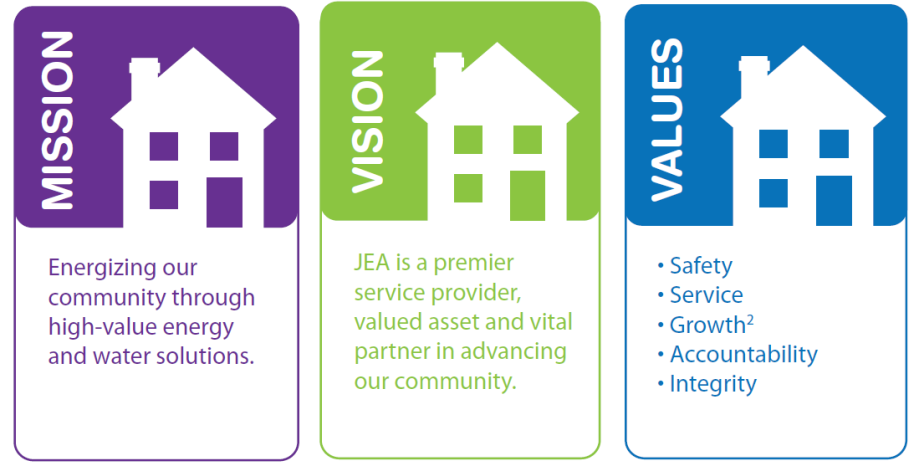 MISSION
Energizing our
community through
high-value energy
and water solutions.
VISION
JEA is a premier
service provider,
valued asset and vital
partner in advancing
our community.
VALUES
• Safety
• Service
• Growth²
• Accountability
• Integrity